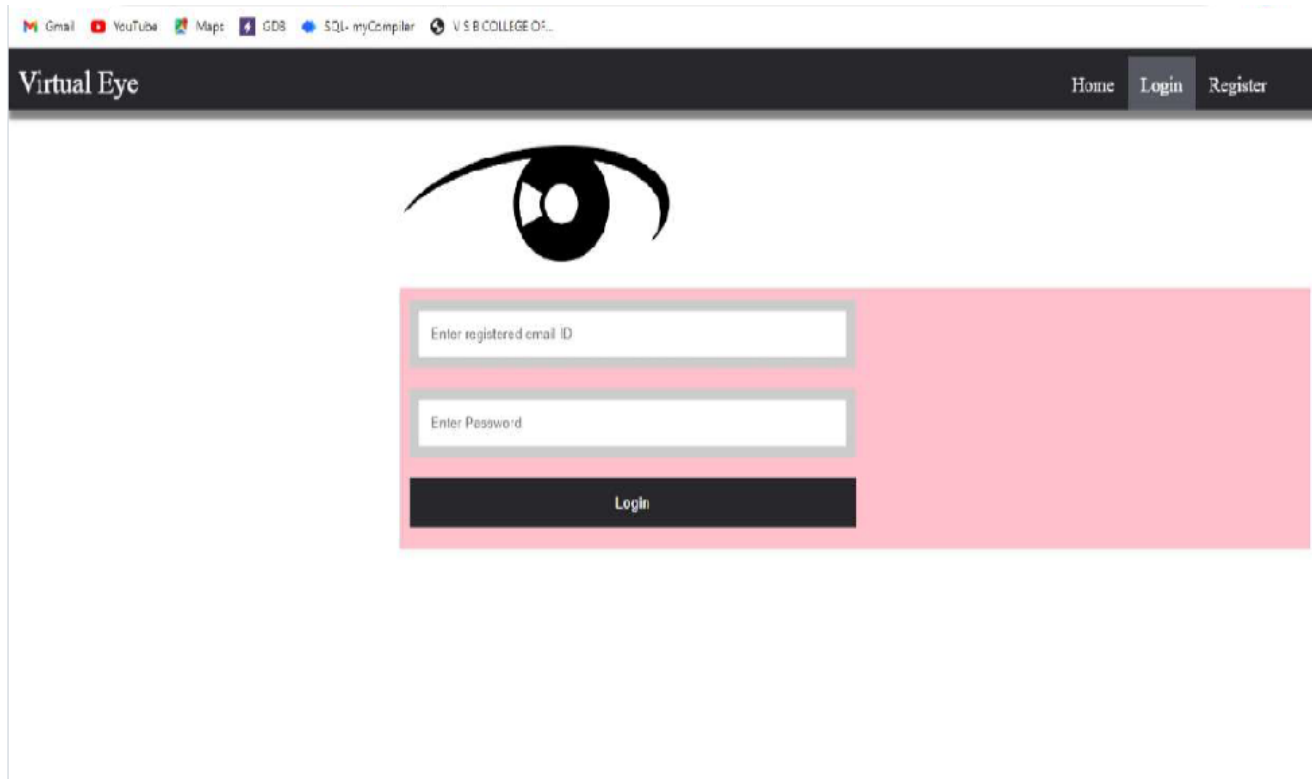 Gmail YouTube Maps GDB SQL- myCompiler V S B COLLEGE OF...
Virtual Eye Home Login Register
Enter registered email ID
Enter Password
Login